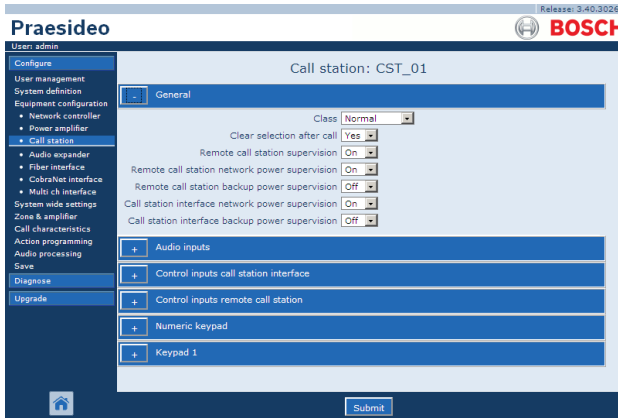 Release: 3.40.3026
Praesideo
BOSCH
User: admin
Configure
User management
System definition
Equipment configuration
• Network controller
• Power amplifier
• Call station
• Audio expander
• Fiber interface
• CobraNet interface
• Multi ch interface
System wide settings
Zone & amplifier
Call characteristics
Action programming
Audio processing
Save
Diagnose
Upgrade
Call station: CST_01
- General
Class Normal
Clear selection after call Yes
Remote call station supervision On
Remote call station network power supervision On
Remote call station backup power supervision Off
Call station interface network power supervision On
Call station interface backup power supervision Off
+ Audio inputs
+ Control inputs call station interface
+ Control inputs remote call station
+ Numeric keypad
+ Keypad 1
Submit